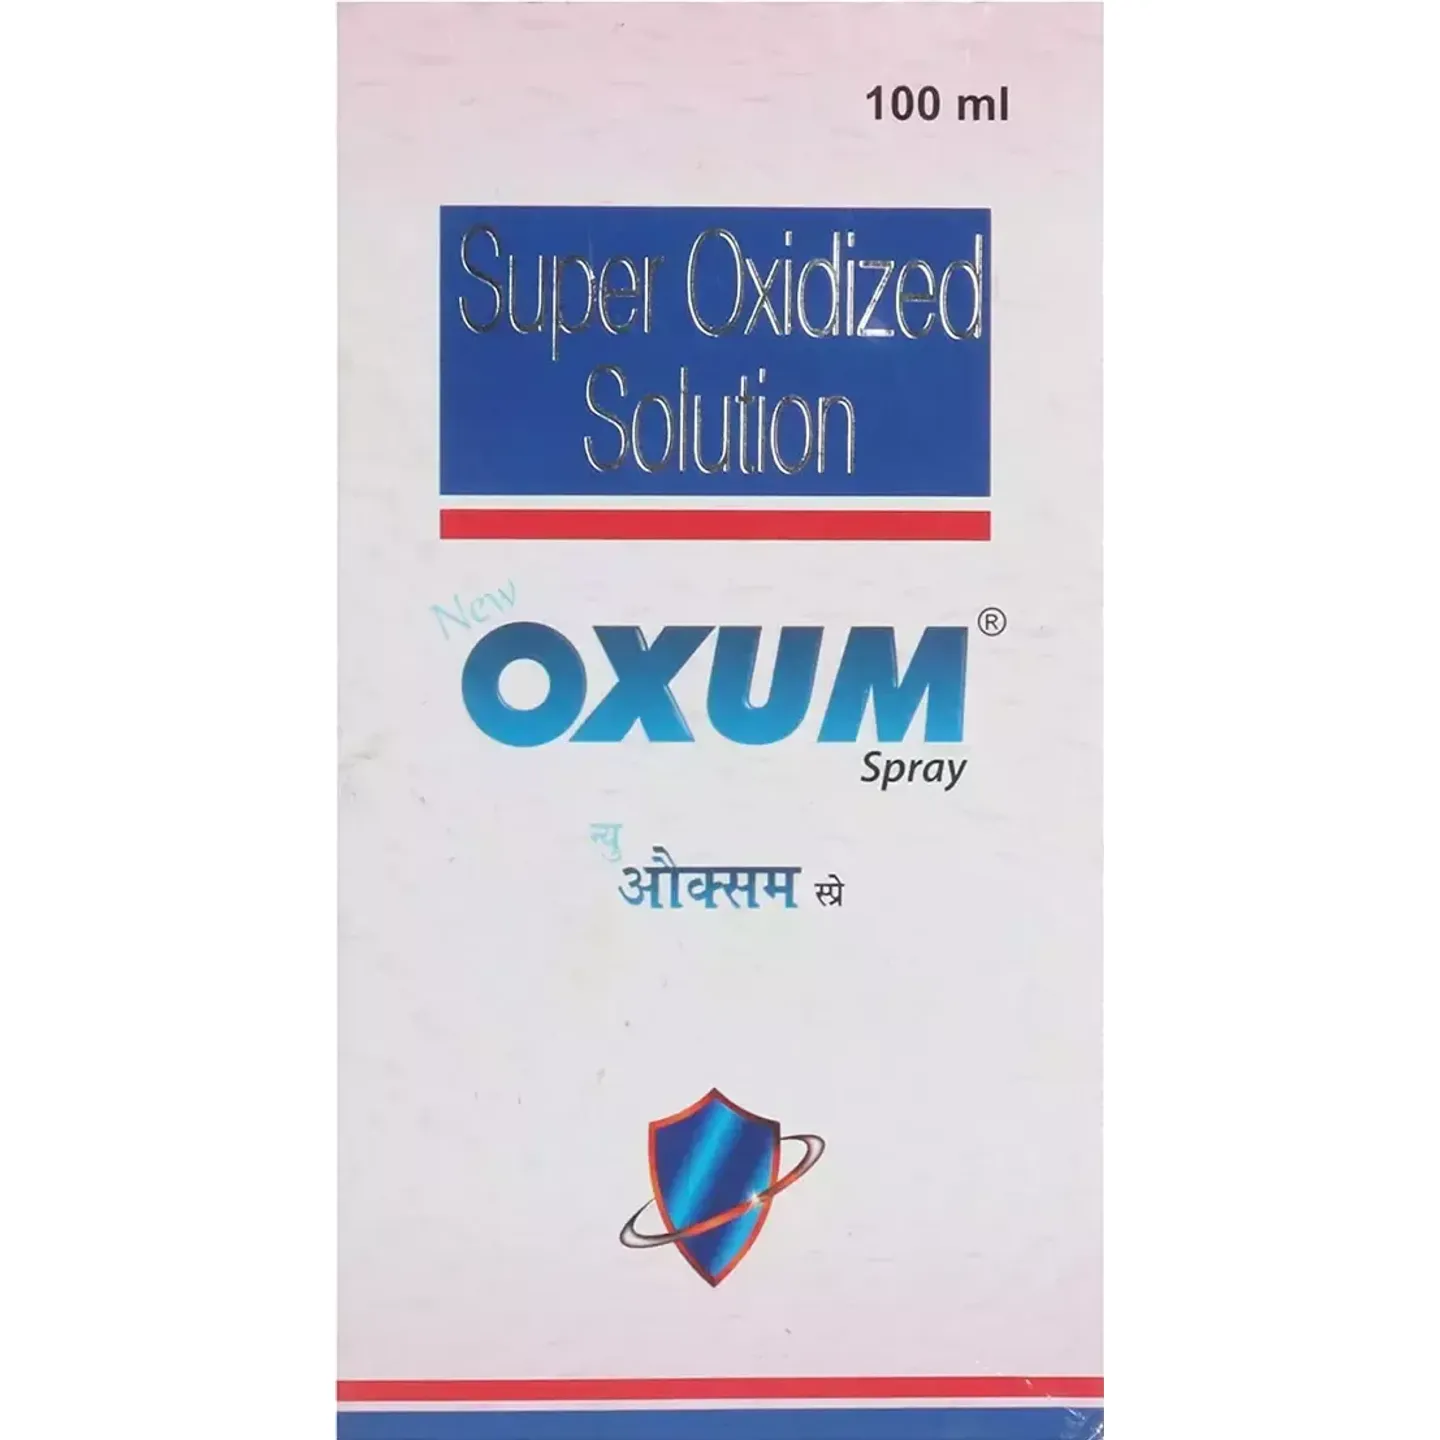 100 ml
Super Oxidized
Solution
New
OXUM®
Spray
न्यु
औक्सम स्प्रे